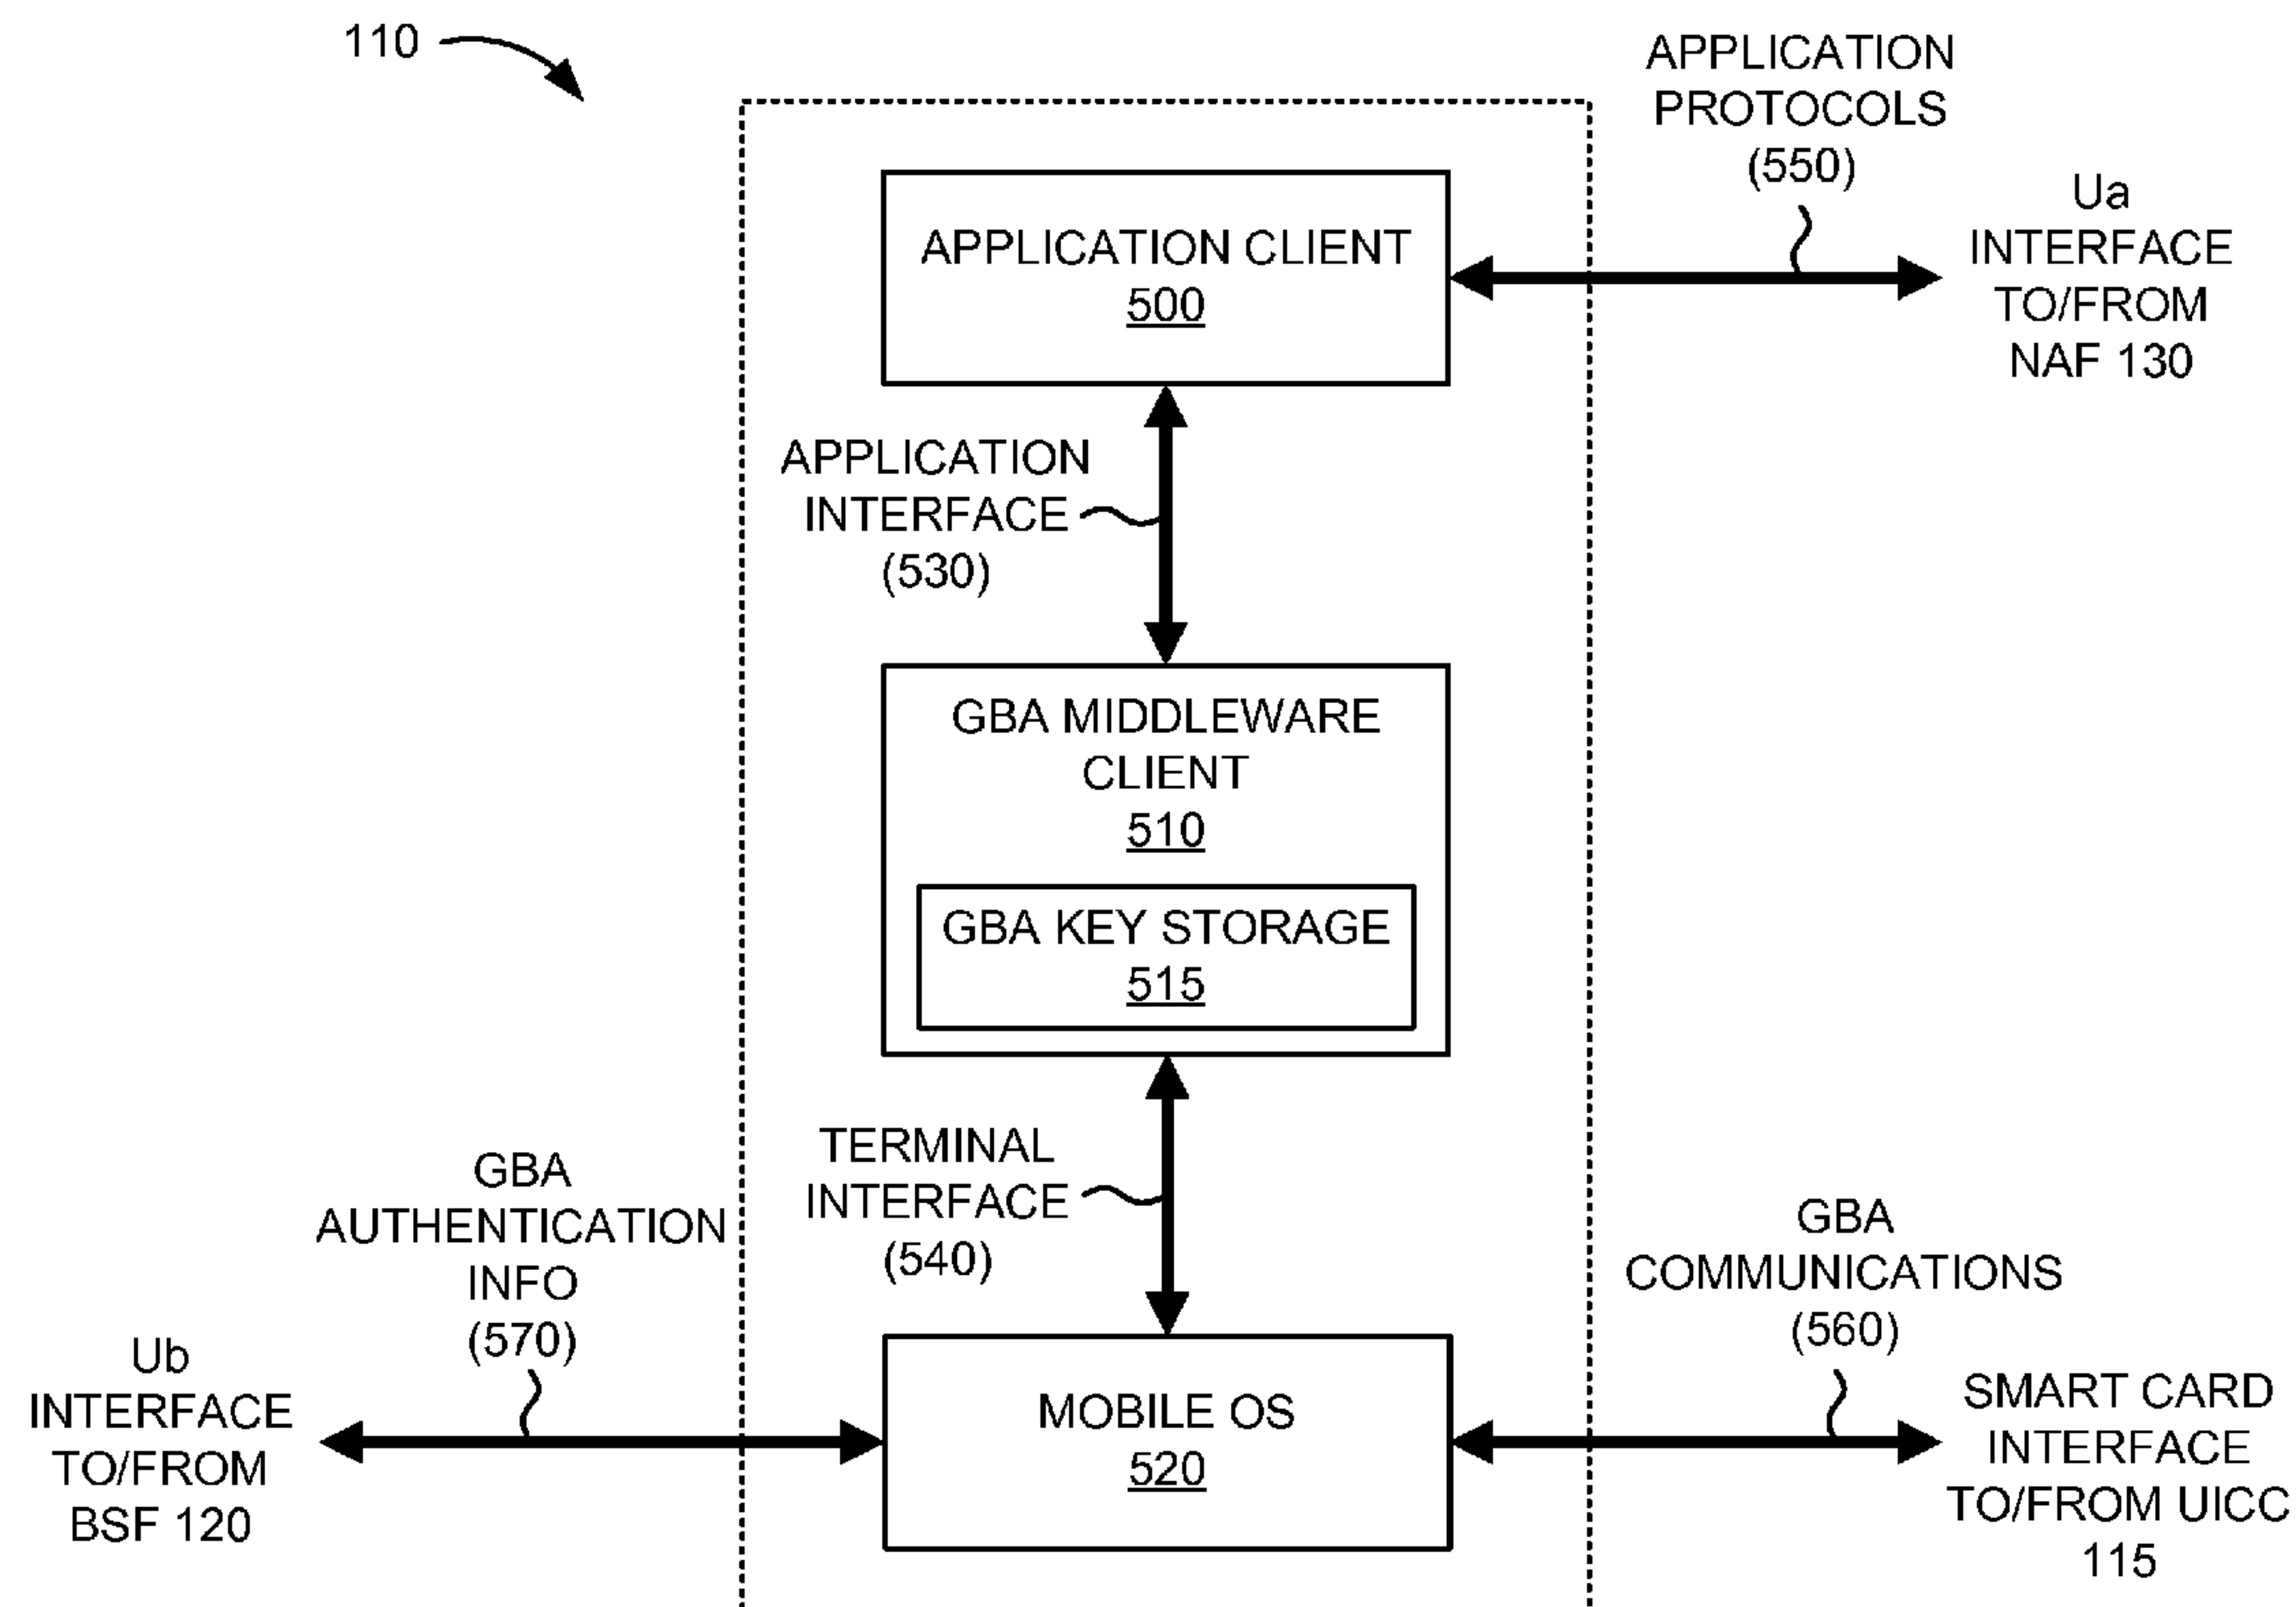 110
APPLICATION
PROTOCOLS
(550)
Ua
INTERFACE
TO/FROM
NAF 130
APPLICATION CLIENT
500
APPLICATION
INTERFACE
(530)
GBA MIDDLEWARE
CLIENT
510
GBA KEY STORAGE
515
TERMINAL
INTERFACE
(540)
GBA
AUTHENTICATION
INFO
(570)
Ub
INTERFACE
TO/FROM
BSF 120
MOBILE OS
520
GBA
COMMUNICATIONS
(560)
SMART CARD
INTERFACE
TO/FROM UICC
115